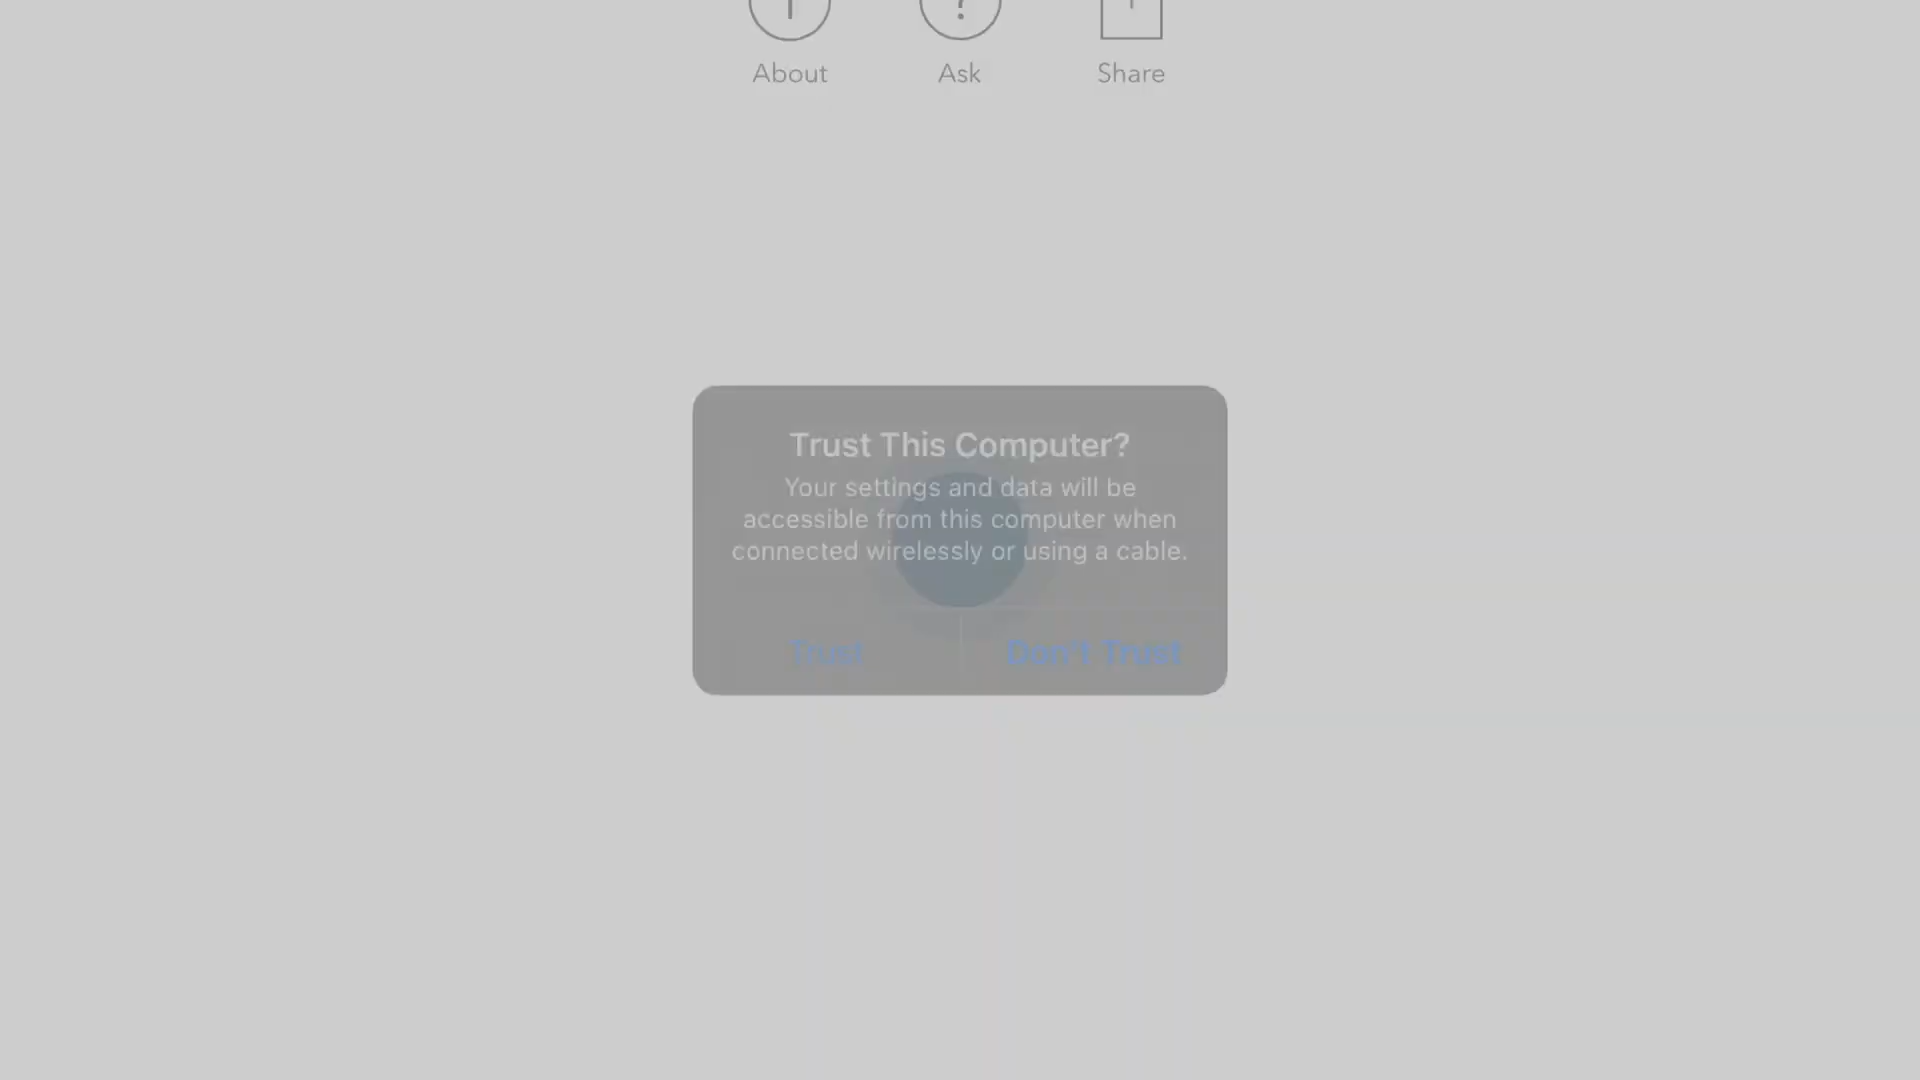 About Ask Share
Trust This Computer?
Your settings and data will be
accessible from this computer when
connected wirelessly or using a cable.
Trust Don't Trust